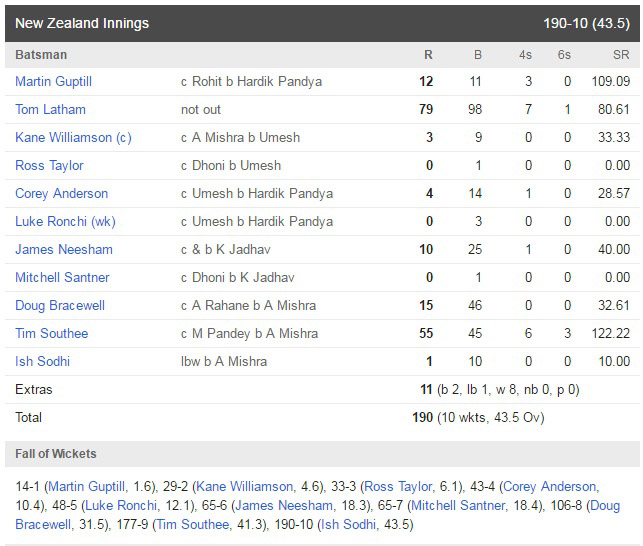 New Zealand Innings 190-10 (43.5)
Batsman R B 4s 6s SR
Martin Guptill c Rohit b Hardik Pandya 12 11 3 0 109.09
Tom Latham not out 79 98 7 1 80.61
Kane Williamson (c) c A Mishra b Umesh 3 9 0 0 33.33
Ross Taylor c Dhoni b Umesh 0 1 0 0 0.00
Corey Anderson c Umesh b Hardik Pandya 4 14 1 0 28.57
Luke Ronchi (wk) c Umesh b Hardik Pandya 0 3 0 0 0.00
James Neesham c & b K Jadhav 10 25 1 0 40.00
Mitchell Santner c Dhoni b K Jadhav 0 1 0 0 0.00
Doug Bracewell c A Rahane b A Mishra 15 46 0 0 32.61
Tim Southee c M Pandey b A Mishra 55 45 6 3 122.22
Ish Sodhi lbw b A Mishra 1 10 0 0 10.00
Extras 11 (b 2, lb 1, w 8, nb 0, p 0)
Total 190 (10 wkts, 43.5 Ov)
Fall of Wickets
14-1 (Martin Guptill, 1.6), 29-2 (Kane Williamson, 4.6), 33-3 (Ross Taylor, 6.1), 43-4 (Corey Anderson,
10.4), 48-5 (Luke Ronchi, 12.1), 65-6 (James Neesham, 18.3), 65-7 (Mitchell Santner, 18.4), 106-8 (Doug
Bracewell, 31.5), 177-9 (Tim Southee, 41.3), 190-10 (Ish Sodhi, 43.5)